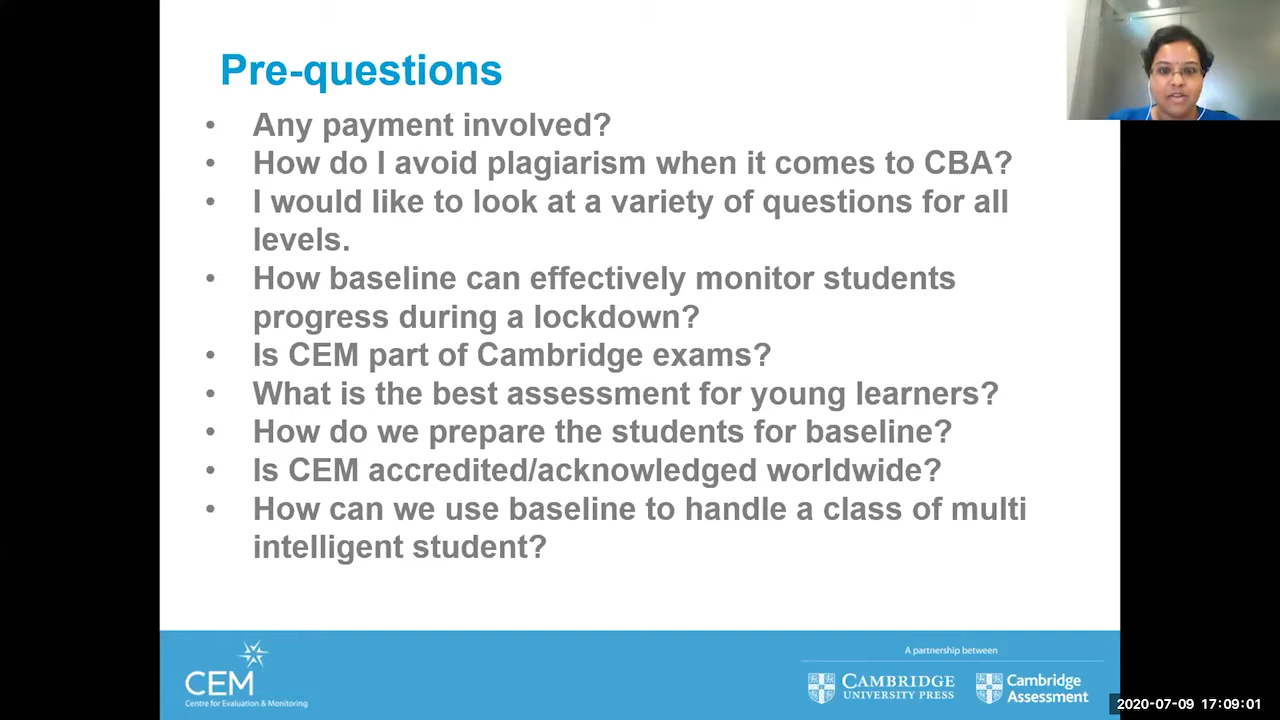 Pre-questions
• Any payment involved?
• How do I avoid plagiarism when it comes to CBA?
• I would like to look at a variety of questions for all
levels.
• How baseline can effectively monitor students
progress during a lockdown?
• Is CEM part of Cambridge exams?
• What is the best assessment for young learners?
• How do we prepare the students for baseline?
• Is CEM accredited/acknowledged worldwide?
• How can we use baseline to handle a class of multi
intelligent student?
CEM
Centre for Evaluation & Monitoring
A partnership between
CAMBRIDGE
UNIVERSITY PRESS
Cambridge
Assessment
2020-07-09 17:09:01